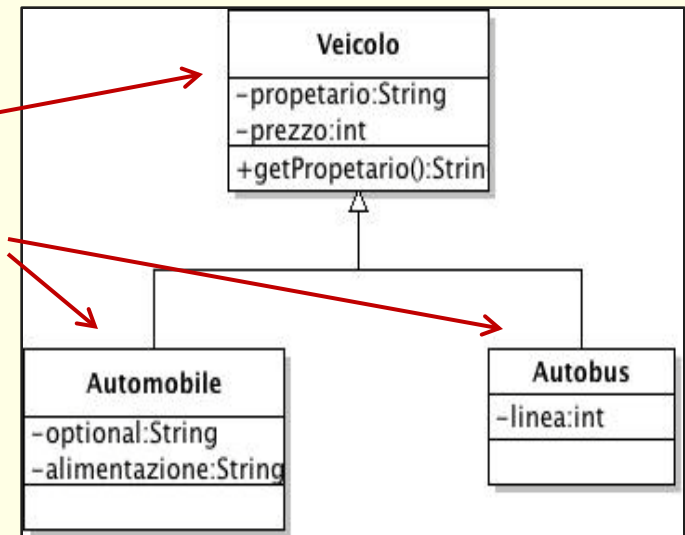 Veicolo
-propetario:String
-prezzo:int
+getPropetario():Strin
Automobile
-optional:String
-alimentazione:String
Autobus
-linea:int